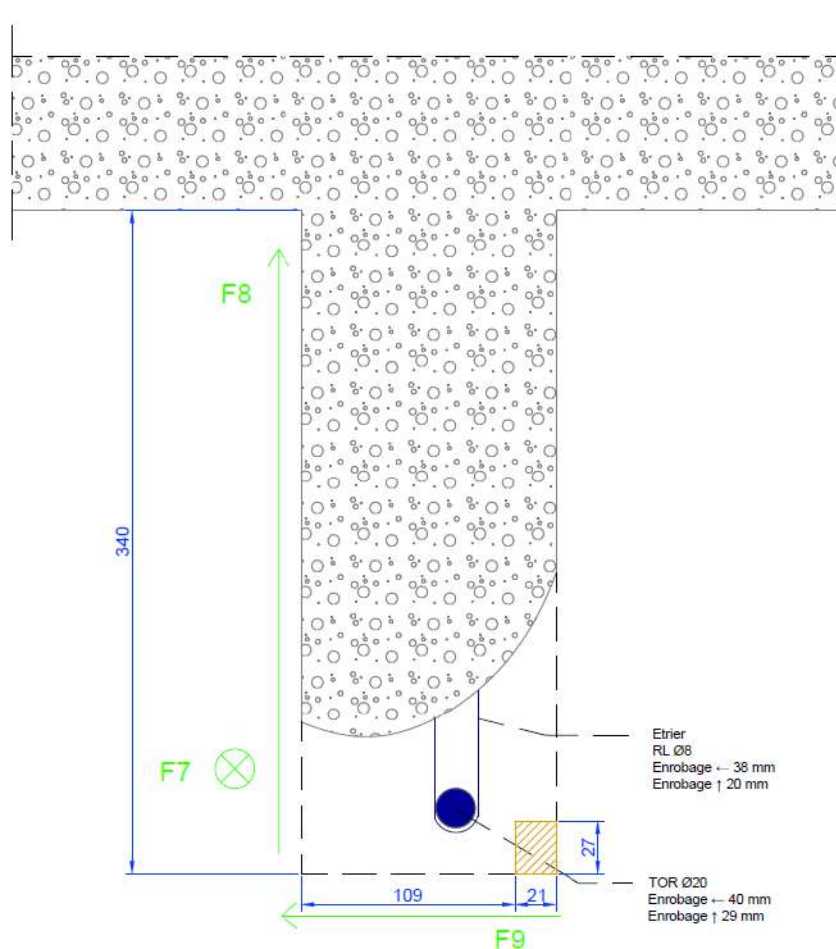 F8
340
F7
Etrier
RL Ø8
Enrobage ← 38 mm
Enrobage ↑ 20 mm
27
109
21
TOR Ø20
Enrobage ← 40 mm
Enrobage ↑ 29 mm
F9